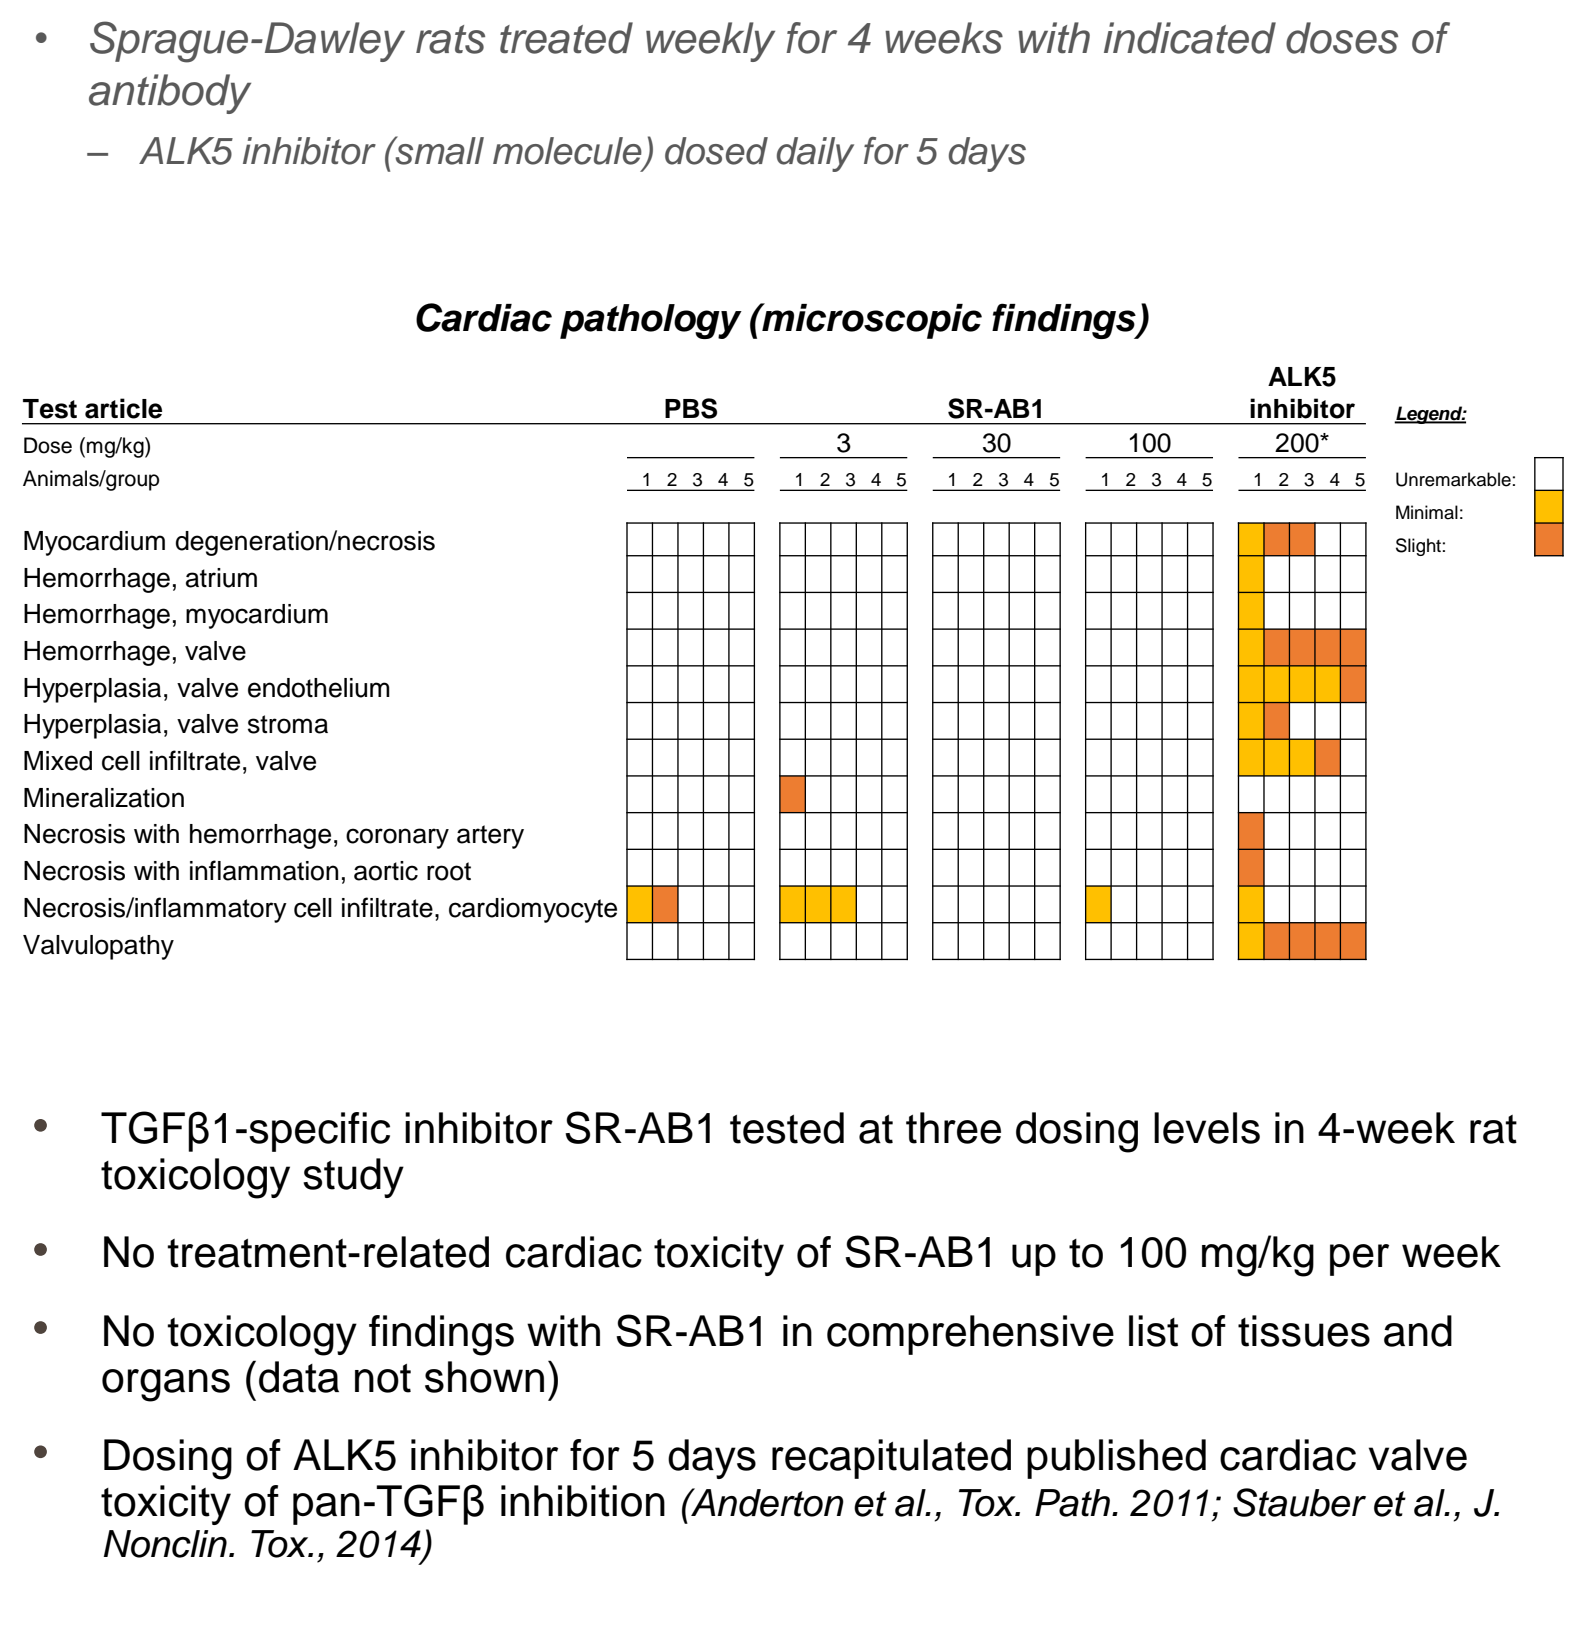 • Sprague-Dawley rats treated weekly for 4 weeks with indicated doses of
antibody
– ALK5 inhibitor (small molecule) dosed daily for 5 days
Cardiac pathology (microscopic findings)
ALK5
Test article PBS SR-AB1 inhibitor Legend:
Dose (mg/kg) 3 30 100 200*
Animals/group 1 2 3 4 5 1 2 3 4 5 1 2 3 4 5 1 2 3 4 5 1 2 3 4 5 Unremarkable:
Minimal:
Myocardium degeneration/necrosis Slight:
Hemorrhage, atrium
Hemorrhage, myocardium
Hemorrhage, valve
Hyperplasia, valve endothelium
Hyperplasia, valve stroma
Mixed cell infiltrate, valve
Mineralization
Necrosis with hemorrhage, coronary artery
Necrosis with inflammation, aortic root
Necrosis/inflammatory cell infiltrate, cardiomyocyte
Valvulopathy
• TGFβ1-specific inhibitor SR-AB1 tested at three dosing levels in 4-week rat
toxicology study
• No treatment-related cardiac toxicity of SR-AB1 up to 100 mg/kg per week
• No toxicology findings with SR-AB1 in comprehensive list of tissues and
organs (data not shown)
• Dosing of ALK5 inhibitor for 5 days recapitulated published cardiac valve
toxicity of pan-TGFβ inhibition (Anderton et al., Tox. Path. 2011; Stauber et al., J.
Nonclin. Tox., 2014)